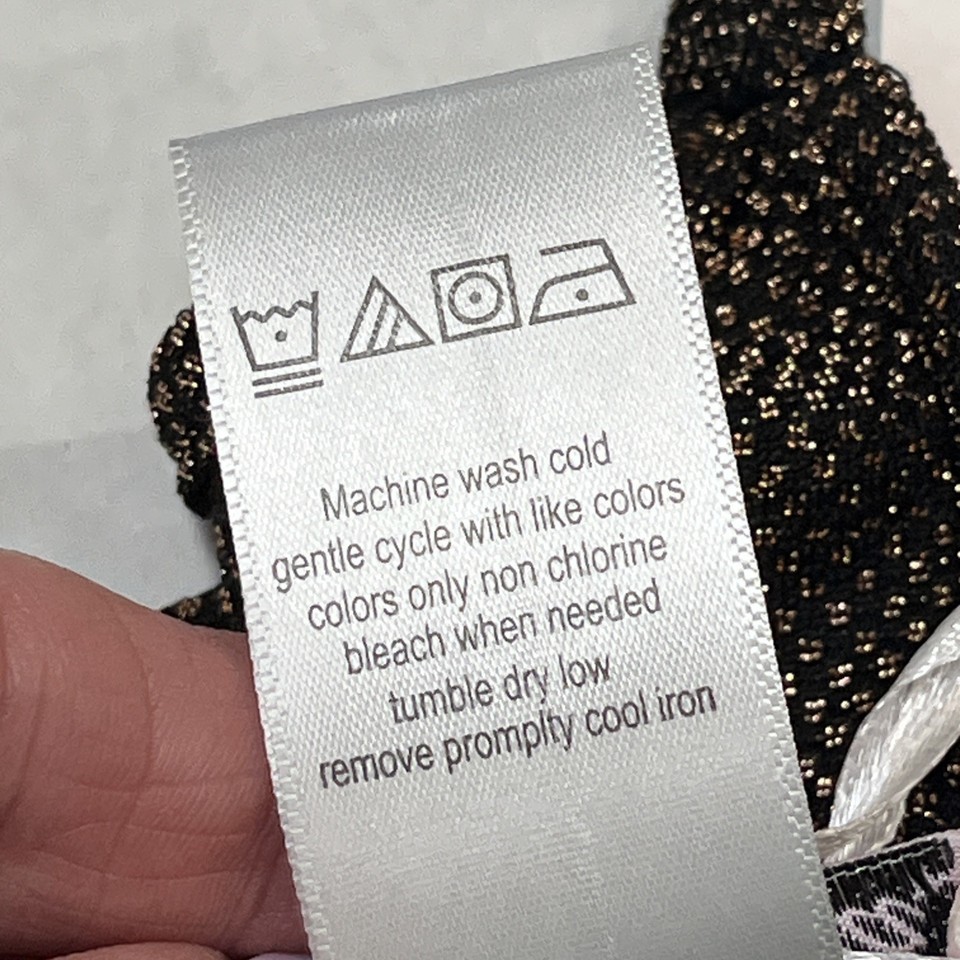 Machine wash cold
gentle cycle with like colors
colors only non chlorine
bleach when needed
tumble dry low
remove promplty cool iron